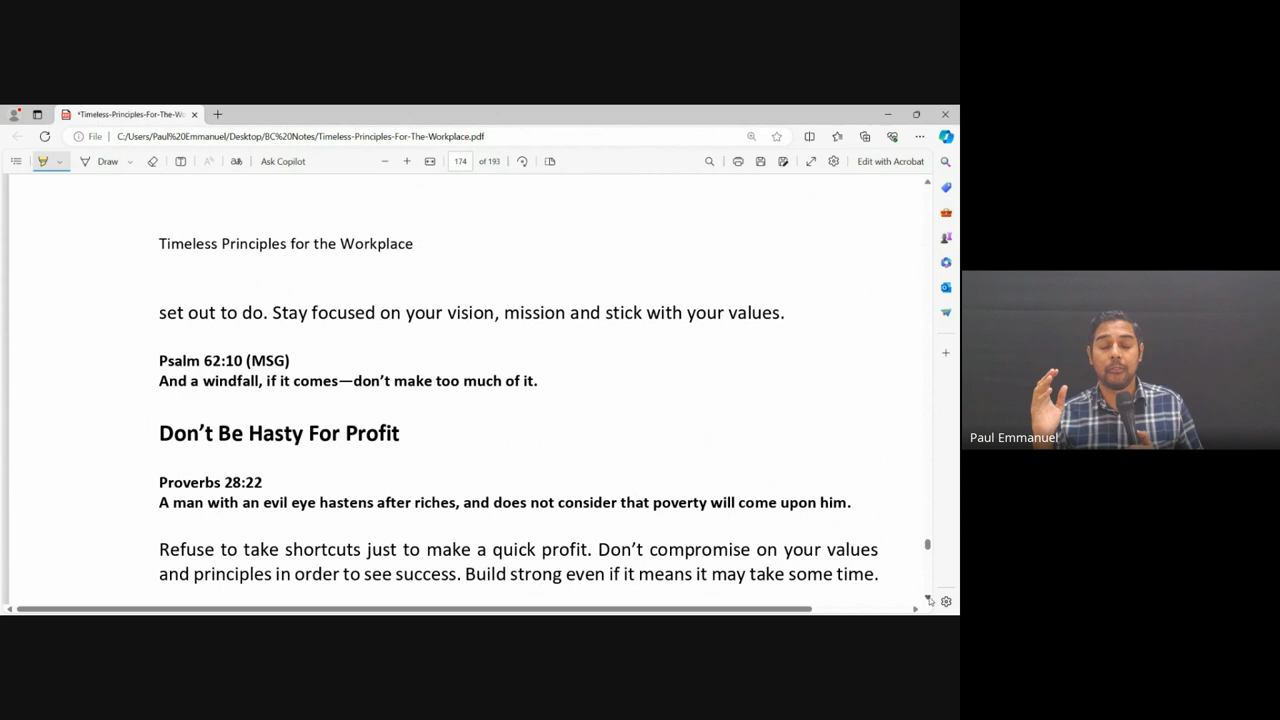 *Timeless-Principles-For-The-Wo
File
C:/Users/Paul%20Emmanuel/Desktop/BC%20Notes/Timeless-Principles-For-The-Workplace.pdf
Draw
Ask Copilot
174 of 193
Edit with Acrobat
Timeless Principles for the Workplace
set out to do. Stay focused on your vision, mission and stick with your values.
Psalm 62:10 (MSG)
And a windfall, if it comes—don’t make too much of it.
Don’t Be Hasty For Profit
Proverbs 28:22
A man with an evil eye hastens after riches, and does not consider that poverty will come upon him.
Refuse to take shortcuts just to make a quick profit. Don’t compromise on your values
and principles in order to see success. Build strong even if it means it may take some time.
Paul Emmanuel